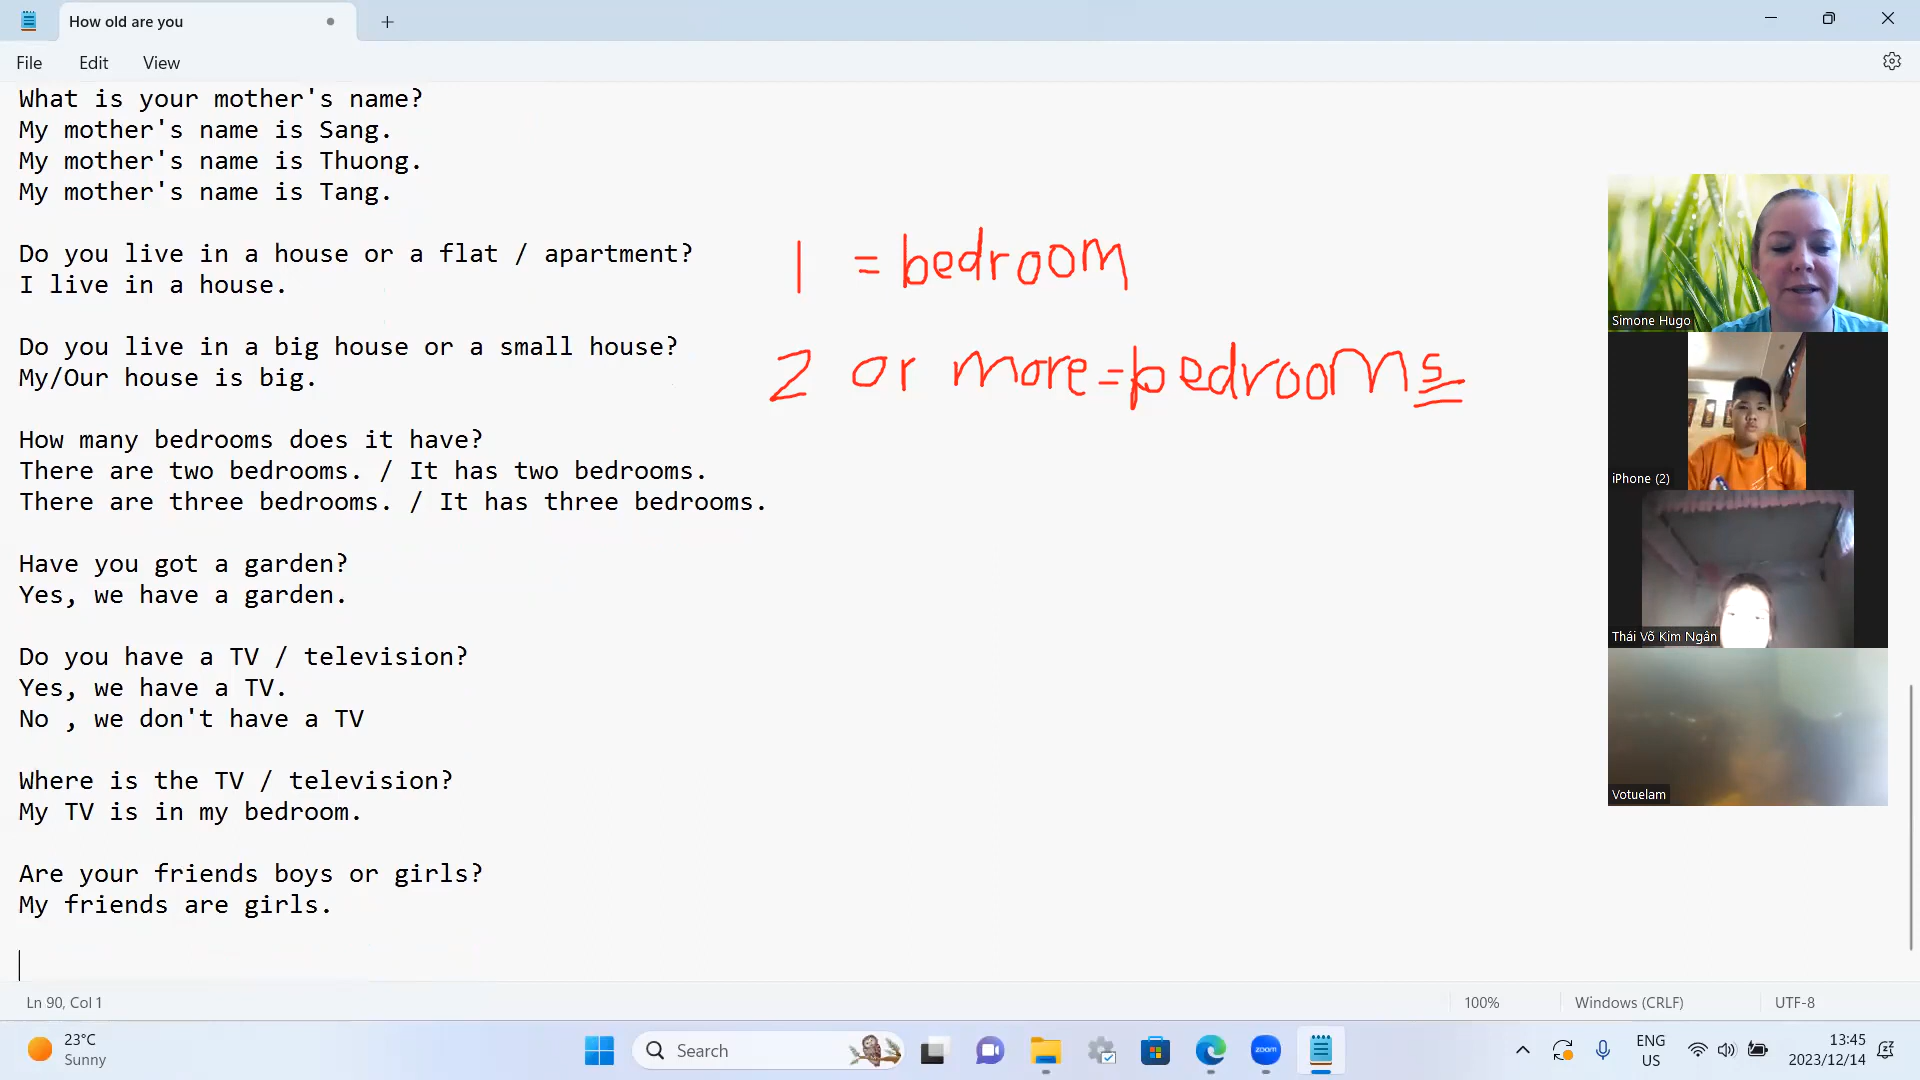 How old are you
File Edit View
What is your mother's name?
My mother's name is Sang.
My mother's name is Thuong.
My mother's name is Tang.
Do you live in a house or a flat / apartment?
I live in a house.
Do you live in a big house or a small house?
My/Our house is big.
How many bedrooms does it have?
There are two bedrooms. / It has two bedrooms.
There are three bedrooms. / It has three bedrooms.
Have you got a garden?
Yes, we have a garden.
Do you have a TV / television?
Yes, we have a TV.
No , we don't have a TV
Where is the TV / television?
My TV is in my bedroom.
Are your friends boys or girls?
My friends are girls.
1 = bedroom
2 or more = bedrooms
Simone Hugo
iPhone (2)
Thái Võ Kim Ngân
Votuelam
Ln 90, Col 1
100%
Windows (CRLF)
UTF-8
23°C
Sunny
Search
zoom
ENG
US
13:45
2023/12/14